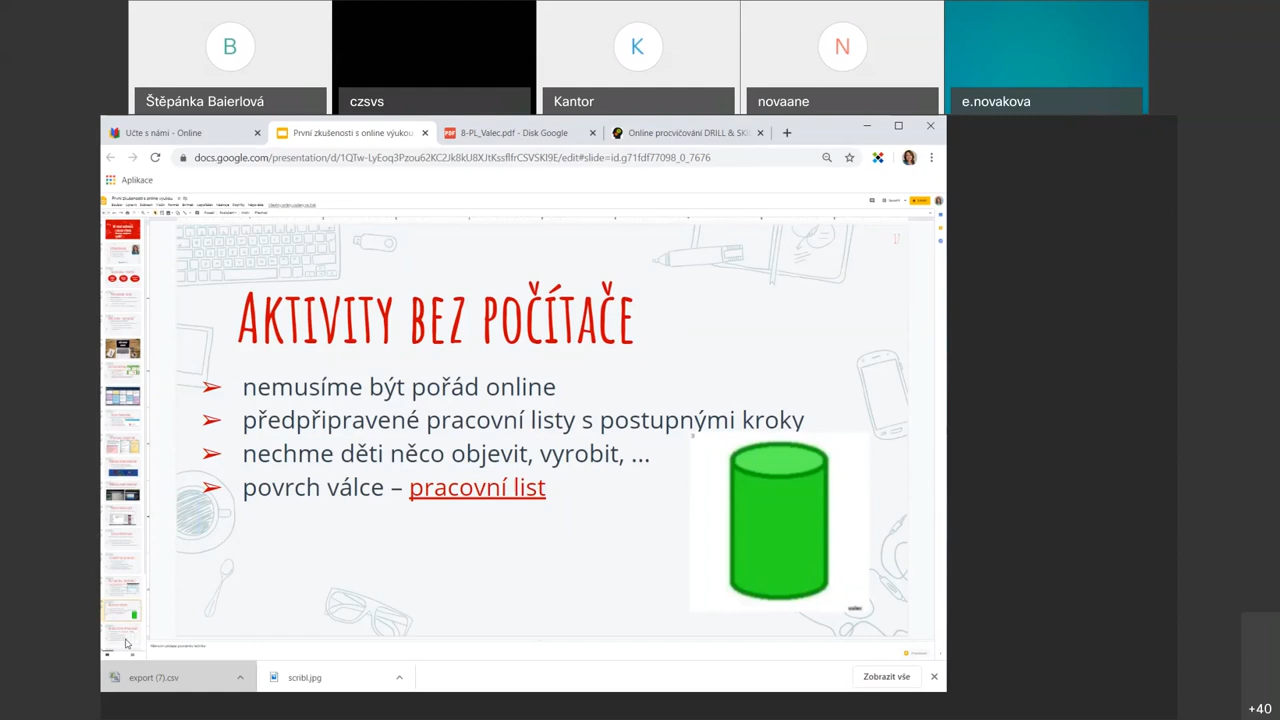 B
K
N
Štěpánka Baierlová
czsvs
Kantor
novaane
e.novakova
Učte s námi - Online
První zkušenosti s online výukou
PDF
8-PL_Valec.pdf - Disk Google
Online procvičování DRILL & SKI
docs.google.com/presentation/d/1QTw-LyEoq3Pzou62KC2Jk8kU8XJtKssflfrCSVSKI9E/edit#slide=id.g71fdf77098_0_7676
Aplikace
AKTIVITY BEZ POČÍTAČE
nemusíme být pořád online
předpřipravené pracovní listy s postupnými kroky
nechme děti něco objevit, vyrobit, ...
povrch válce – pracovní list
export (7).csv
scribl.jpg
Zobrazit vše
+40